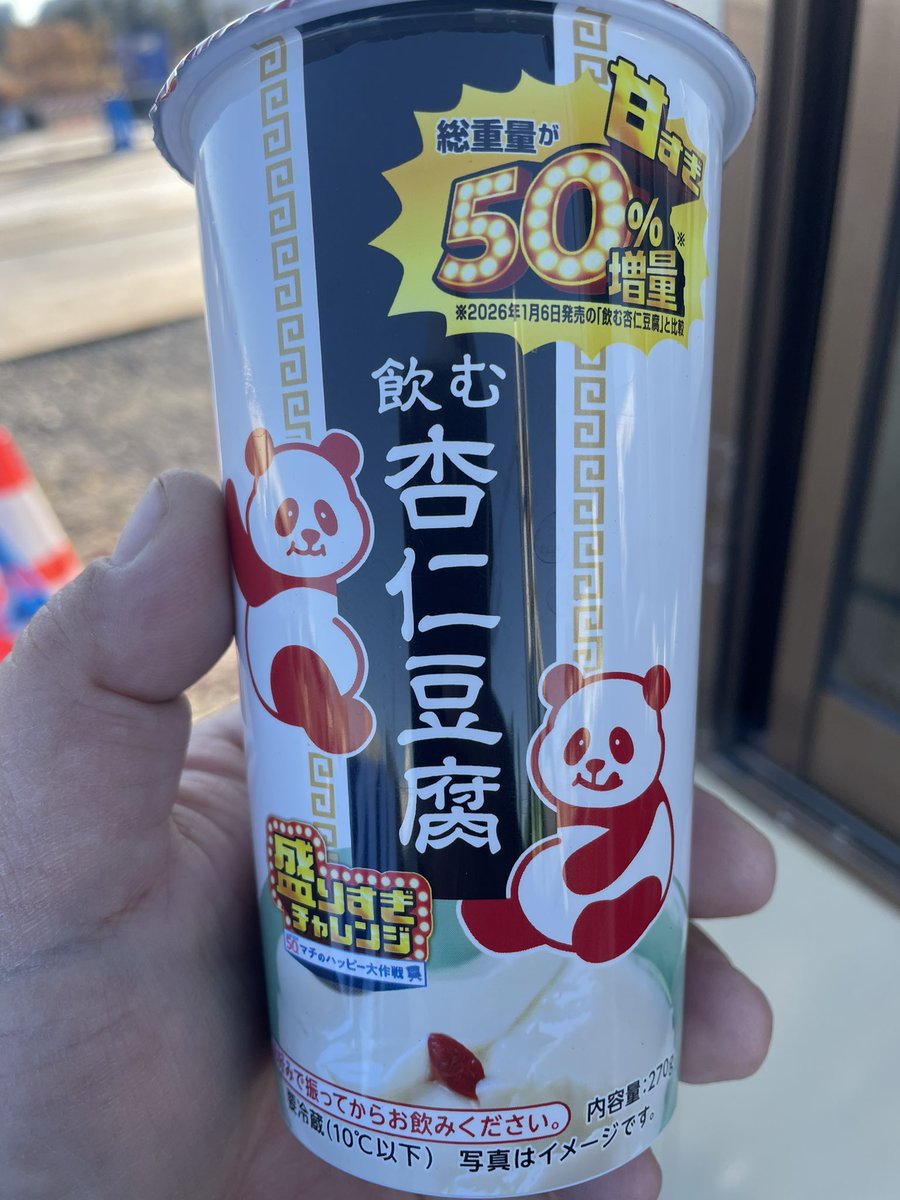 甘すぎ
総重量が
50%※
増量
※2026年1月6日発売の「飲む杏仁豆腐」と比較
飲む
杏仁豆腐
盛りすぎ
チャレンジ
50 マチのハッピー大作戦
で振ってからお飲みください。
内容量:270g
要冷蔵(10℃以下)
写真はイメージです。